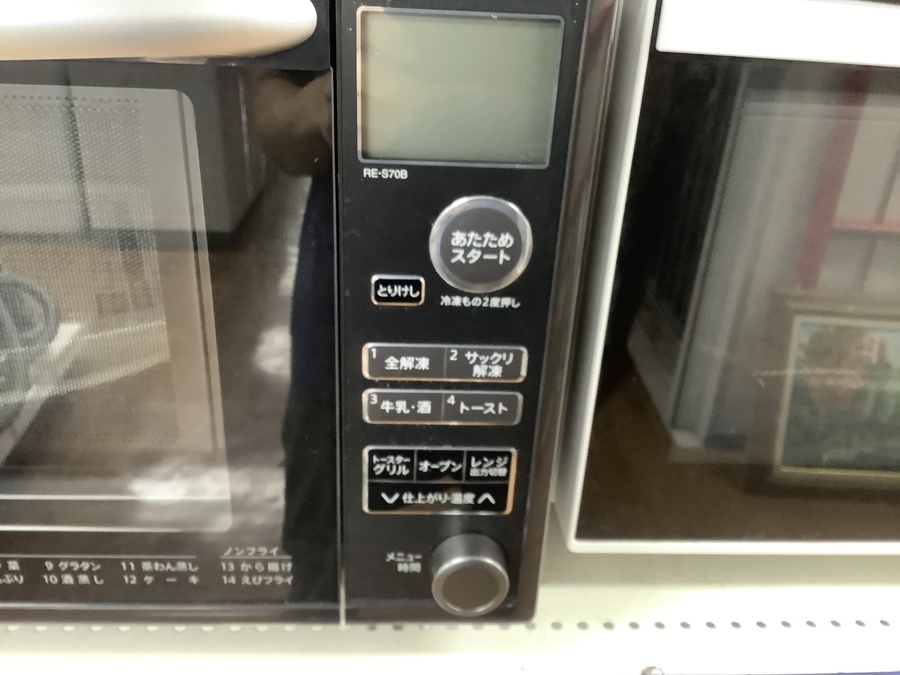 RE-S70B
あたため
スタート
とりけし
冷凍もの2度押し
1 全解凍
2 サックリ
解凍
3 牛乳・酒
4 トースト
トースター
グリル
オーブン
レンジ
出力切替
仕上がり・温度
メニュー
時間
ノンフライ
菜 9 グラタン 11 茶わん蒸し 13 から揚げ
ぶり 10 酒蒸し 12 ケーキ 14 えびフライ